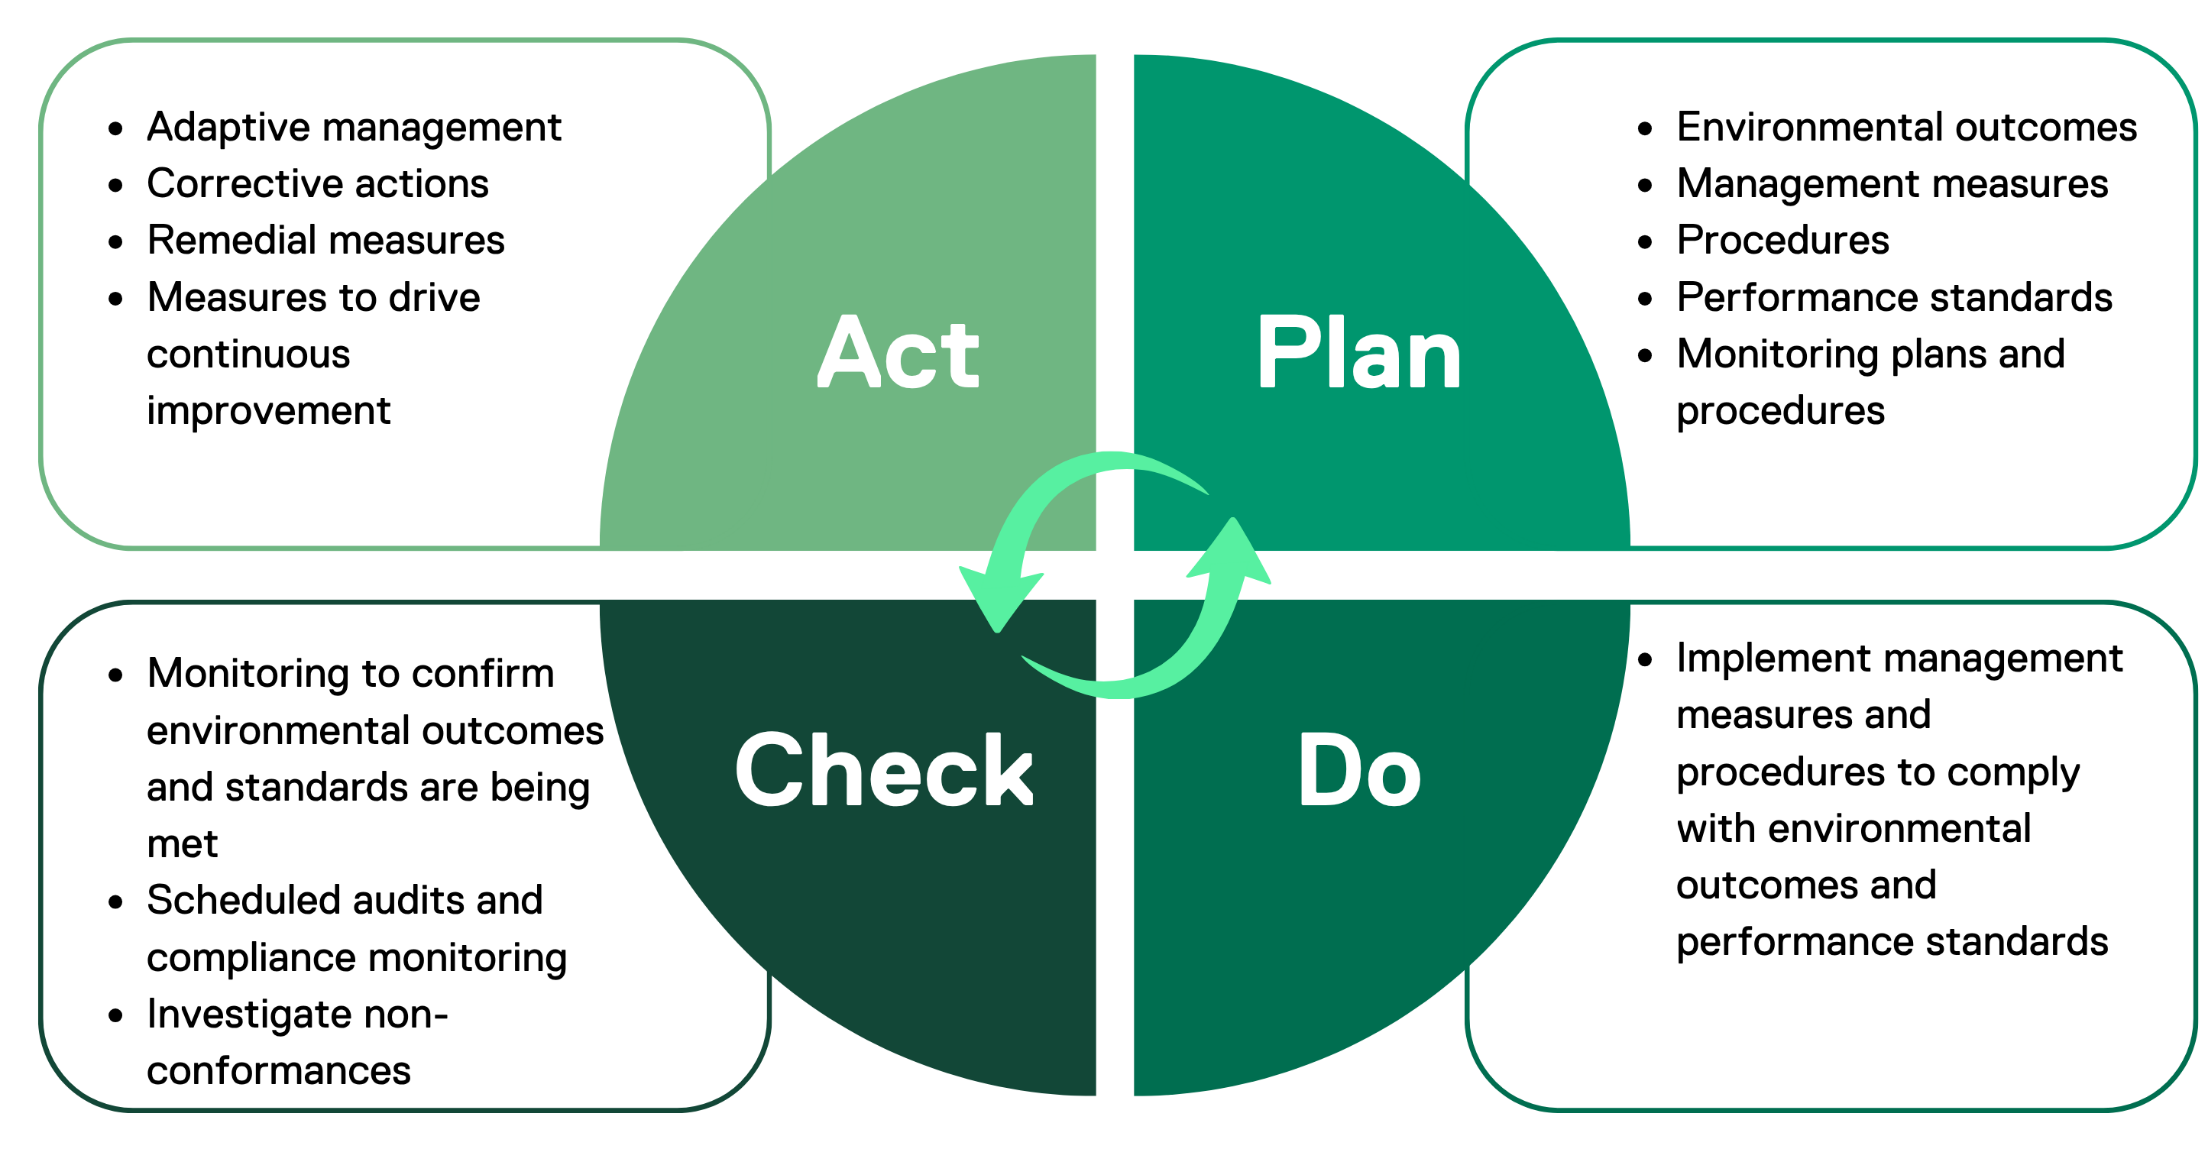 • Adaptive management
• Corrective actions
• Remedial measures
• Measures to drive
continuous
improvement
Act
Plan
• Environmental outcomes
• Management measures
• Procedures
• Performance standards
• Monitoring plans and
procedures
• Monitoring to confirm
environmental outcomes
and standards are being
met
• Scheduled audits and
compliance monitoring
• Investigate non-
conformances
Check
Do
• Implement management
measures and
procedures to comply
with environmental
outcomes and
performance standards